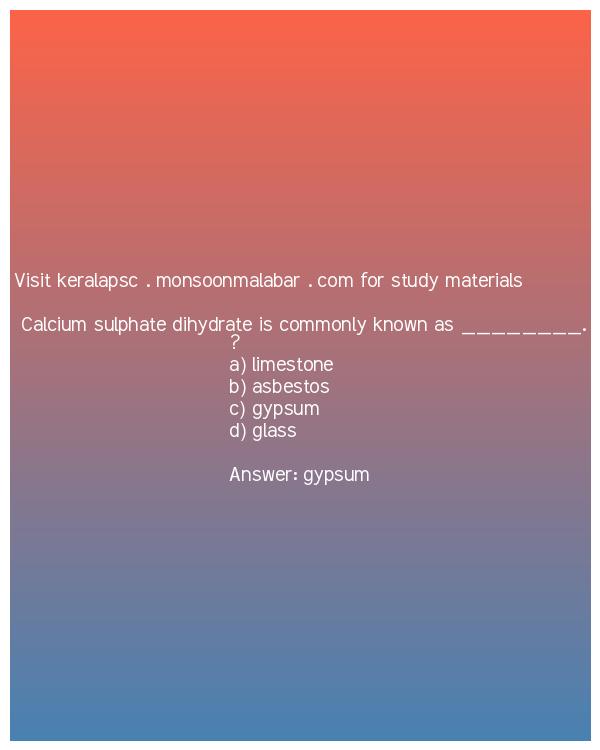 Visit keralapsc . monsoonmalabar . com for study materials
Calcium sulphate dihydrate is commonly known as ________.
?
a) limestone
b) asbestos
c) gypsum
d) glass
Answer: gypsum